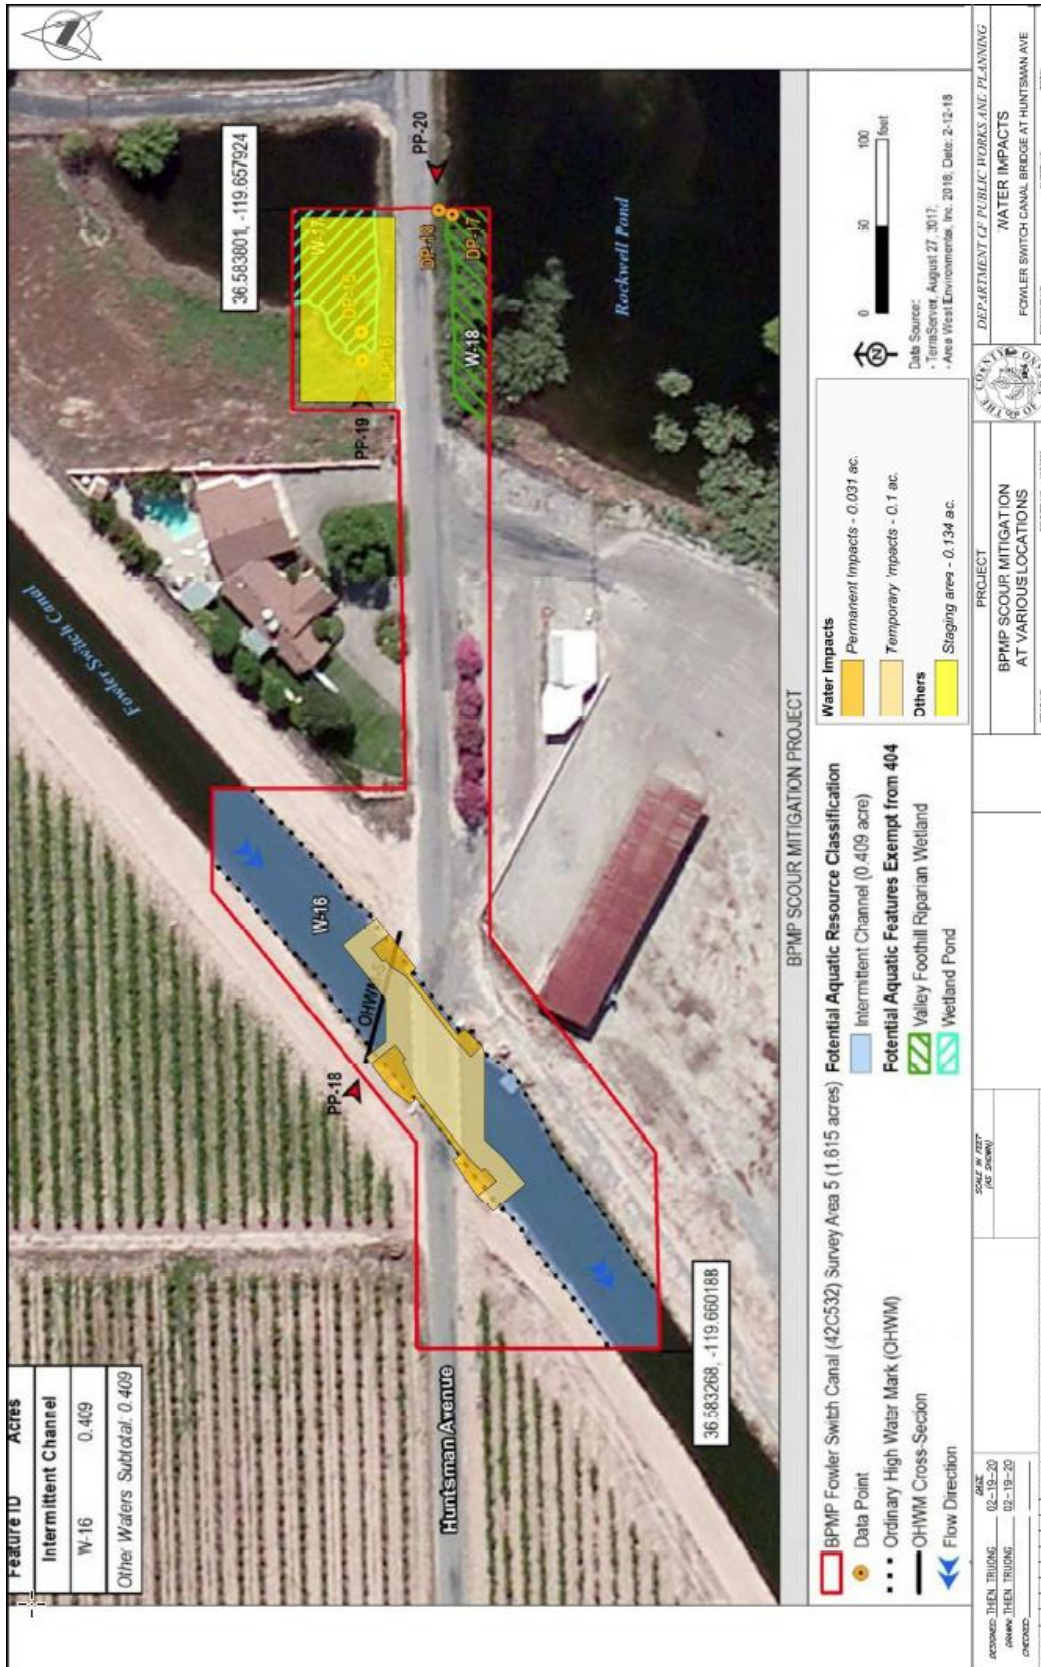 Feature ID Acres
Intermittent Channel
W-16 0.409
Other Waters Subtotal: 0.409
Fowler Switch Canal
36.583801, -119.657924
W-17
DP-15
DP-16
PP-19
PP-20
DP-18
DP-17
W-18
Rockwell Pond
W-16
OHWM-5
PP-18
Huntsman Avenue
36.583268, -119.660188
BPMP SCOUR MITIGATION PROJECT
BPMP Fowler Switch Canal (42C532) Survey Area 5 (1.615 acres)
Data Point
Ordinary High Water Mark (OHWM)
OHWM Cross-Section
Flow Direction
Potential Aquatic Resource Classification
Intermittent Channel (0.409 acre)
Potential Aquatic Features Exempt from 404
Valley Foothill Riparian Wetland
Wetland Pond
Water Impacts
Permanent Impacts - 0.031 ac.
Temporary Impacts - 0.1 ac.
Others
Staging area - 0.134 ac.
N
0 50 100
feet
Data Source:
- TerraServer, August 27, 2017;
- Area West Environmental, Inc. 2018; Date: 2-12-18
DESIGNED: THIEN TRUONG 02-19-20
DRAWN: THIEN TRUONG 02-19-20
CHECKED:
DATE
SCALE IN FEET
(AS SHOWN)
PROJECT
BPMP SCOUR MITIGATION
AT VARIOUS LOCATIONS
DEPARTMENT OF PUBLIC WORKS AND PLANNING
WATER IMPACTS
FOWLER SWITCH CANAL BRIDGE AT HUNTSMAN AVE